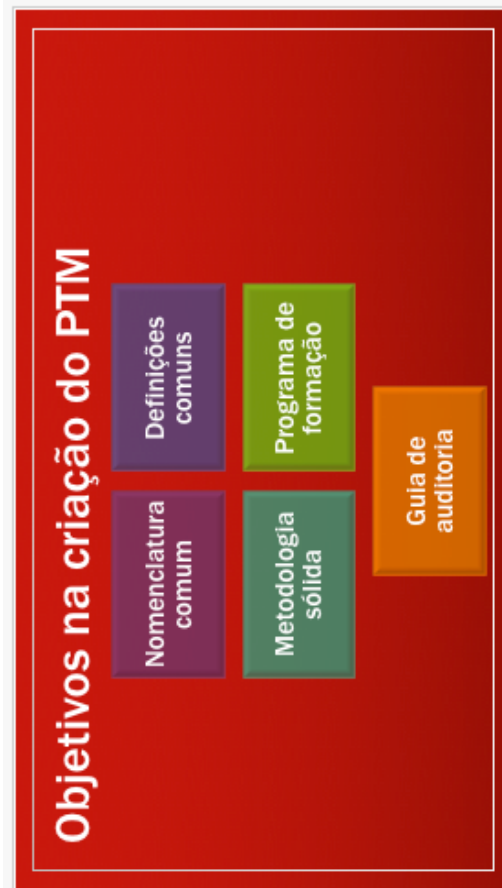 Objetivos na criação do PTM
Nomenclatura
comum
Definições
comuns
Metodologia
sólida
Programa de
formação
Guia de
auditoria